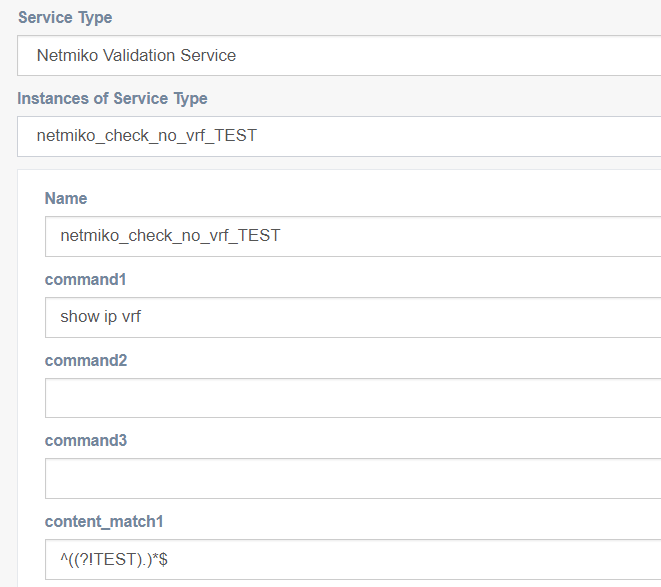 Service Type
Netmiko Validation Service
Instances of Service Type
netmiko_check_no_vrf_TEST
Name
netmiko_check_no_vrf_TEST
command1
show ip vrf
command2
command3
content_match1
^((?!TEST).)*$